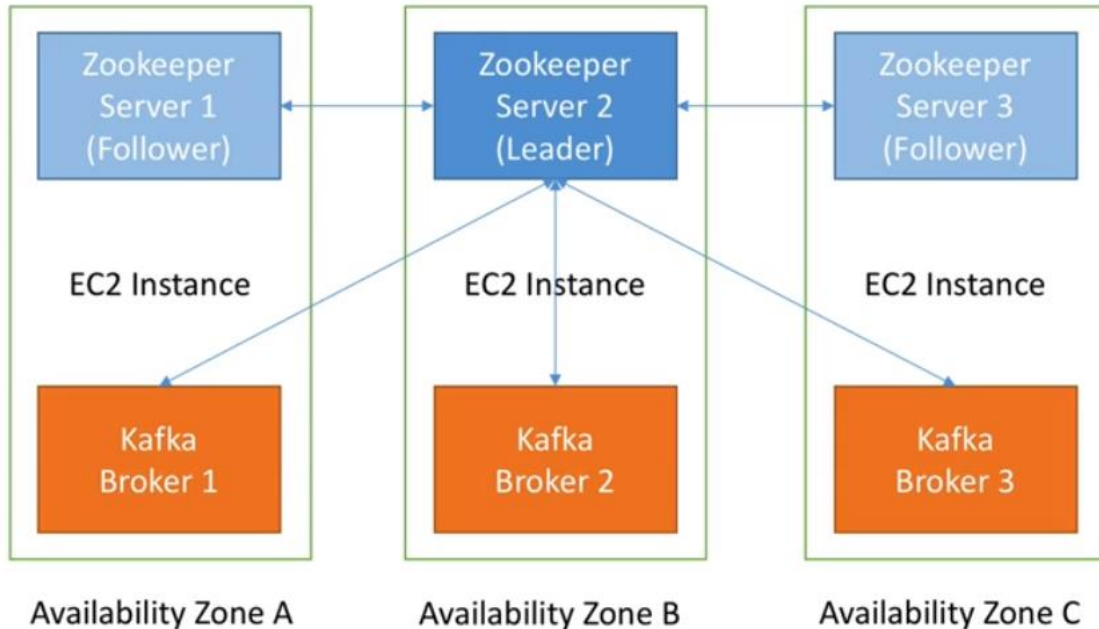 Zookeeper
Server 1
(Follower)
Zookeeper
Server 2
(Leader)
Zookeeper
Server 3
(Follower)
EC2 Instance
EC2 Instance
EC2 Instance
Kafka
Broker 1
Kafka
Broker 2
Kafka
Broker 3
Availability Zone A
Availability Zone B
Availability Zone C